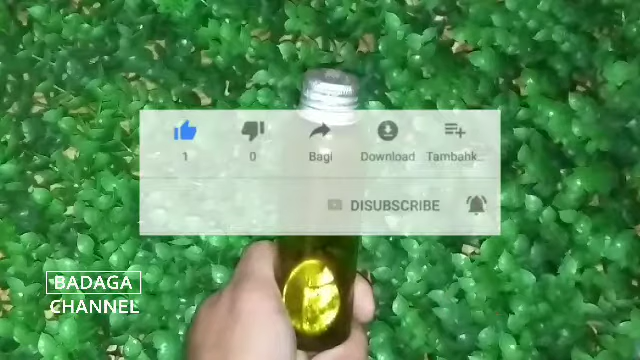 1 0 Bagi Download Tambahk...
DISUBSCRIBE
BADAGA
CHANNEL